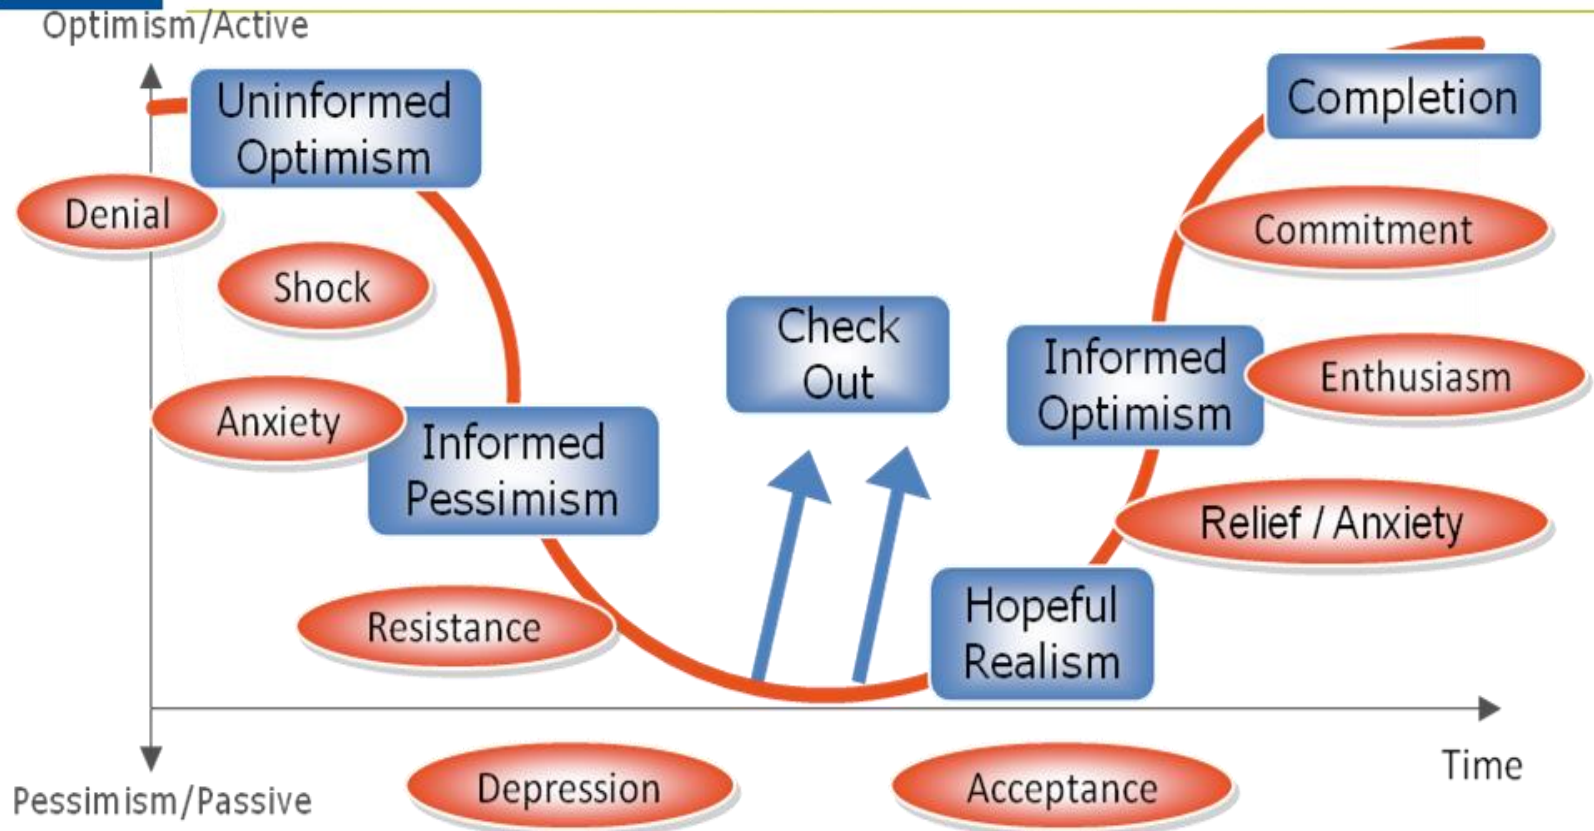 Optimism/Active
Uninformed
Optimism
Completion
Denial
Commitment
Shock
Check
Out
Informed
Optimism
Enthusiasm
Anxiety
Informed
Pessimism
Relief / Anxiety
Hopeful
Realism
Resistance
Time
Pessimism/Passive
Depression
Acceptance